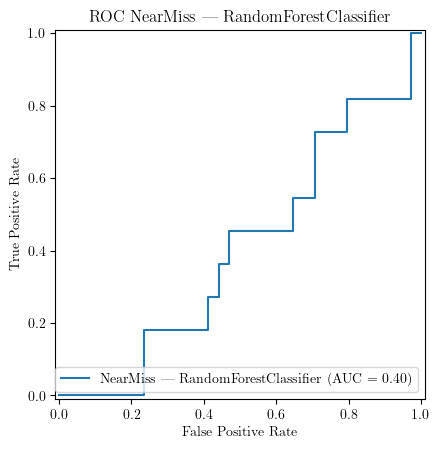 ROC NearMiss — RandomForestClassifier
True Positive Rate
1.0
0.8
0.6
0.4
0.2
0.0
NearMiss — RandomForestClassifier (AUC = 0.40)
0.0 0.2 0.4 0.6 0.8 1.0
False Positive Rate